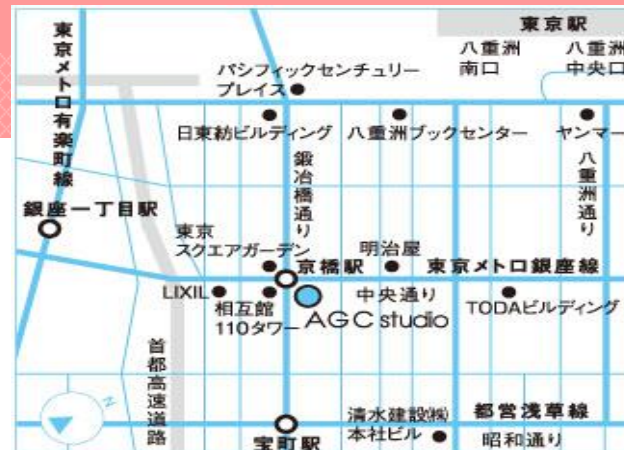 東京駅
八重洲
南口
八重洲
中央口
東京メトロ有楽町線
パシフィックセンチュリー
プレイス
日東紡ビルディング
八重洲ブックセンター
ヤンマー
鍛冶橋通り
八重洲通り
銀座一丁目駅
東京
スクエアガーデン
京橋駅
明治屋
東京メトロ銀座線
LIXIL
相互館
110タワー
中央通り
TODAビルディング
AGC studio
首都高速道路
N
清水建設㈱
本社ビル
都営浅草線
昭和通り
宝町駅